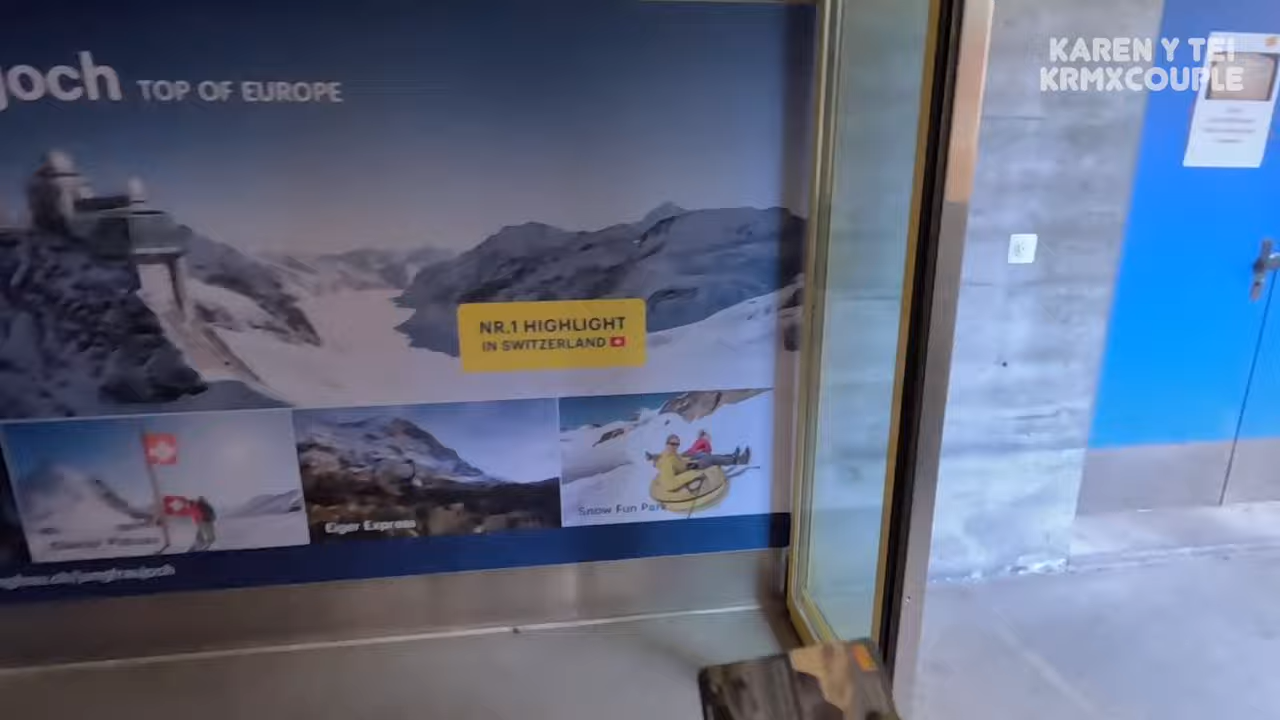 joch TOP OF EUROPE
KAREN Y TEI
KRMXCOUPLE
NR.1 HIGHLIGHT
IN SWITZERLAND
Eiger Express
Snow Fun Park